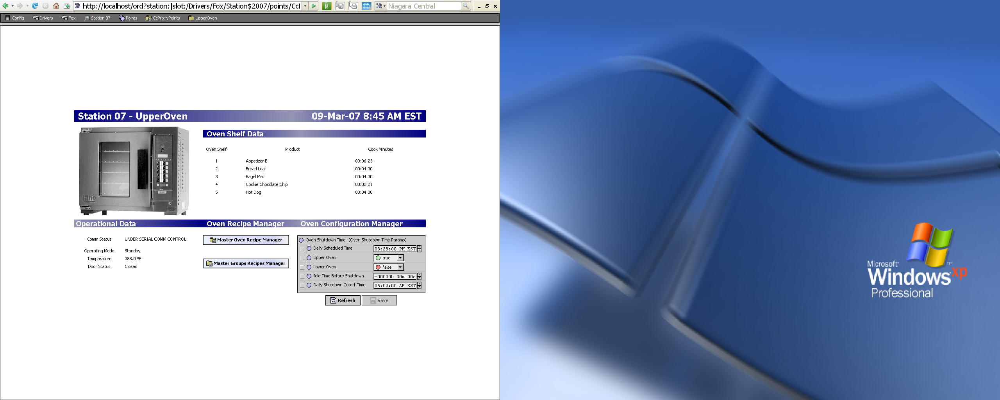 http://localhost/ord?station:|slot:/Drivers/Fox/Station$2007/points/Cc
Niagara Central
Config Drivers Fox Station 07 Points CcProxyPoints UpperOven
Station 07 - UpperOven 09-Mar-07 8:45 AM EST
Oven Shelf Data
Oven Shelf Product Cook Minutes
1 Appetizer B 00:06:23
2 Bread Loaf 00:04:30
3 Bagel Melt 00:04:30
4 Cookie Chocolate Chip 00:02:21
5 Hot Dog 00:04:30
Operational Data Oven Recipe Manager Oven Configuration Manager
Comm Status UNDER SERIAL COMM CONTROL
Operating Mode Standby
Temperature 388.0 ºF
Door Status Closed
Master Oven Recipe Manager
Master Groups Recipes Manager
Oven Shutdown Time (Oven Shutdown Time Params)
Daily Scheduled Time 03:28:00 PM EST
Upper Oven true
Lower Oven false
Idle Time Before Shutdown +00000h 30m 00s
Daily Shutdown Cutoff Time 06:00:00 AM EST
Refresh Save
Microsoft
Windows xp
Professional
TM